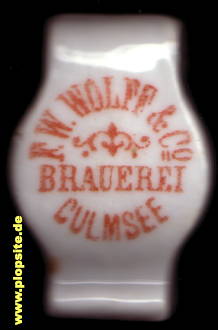 F.W. WOLFF & Co
BRAUEREI
CULMSEE
www.plopsite.de